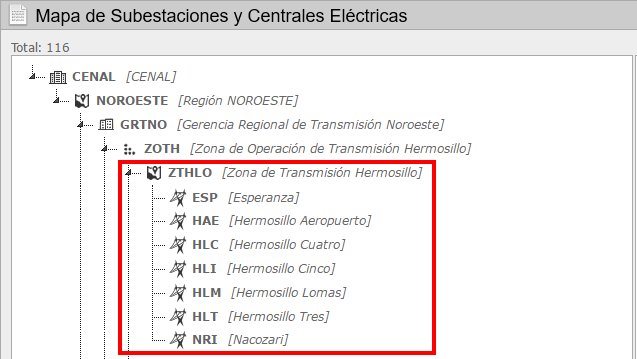 Mapa de Subestaciones y Centrales Eléctricas
Total: 116
CENAL [CENAL]
NOROESTE [Región NOROESTE]
GRTNO [Gerencia Regional de Transmisión Noroeste]
ZOTH [Zona de Operación de Transmisión Hermosillo]
ZTHLO [Zona de Transmisión Hermosillo]
ESP [Esperanza]
HAE [Hermosillo Aeropuerto]
HLC [Hermosillo Cuatro]
HLI [Hermosillo Cinco]
HLM [Hermosillo Lomas]
HLT [Hermosillo Tres]
NRI [Nacozari]